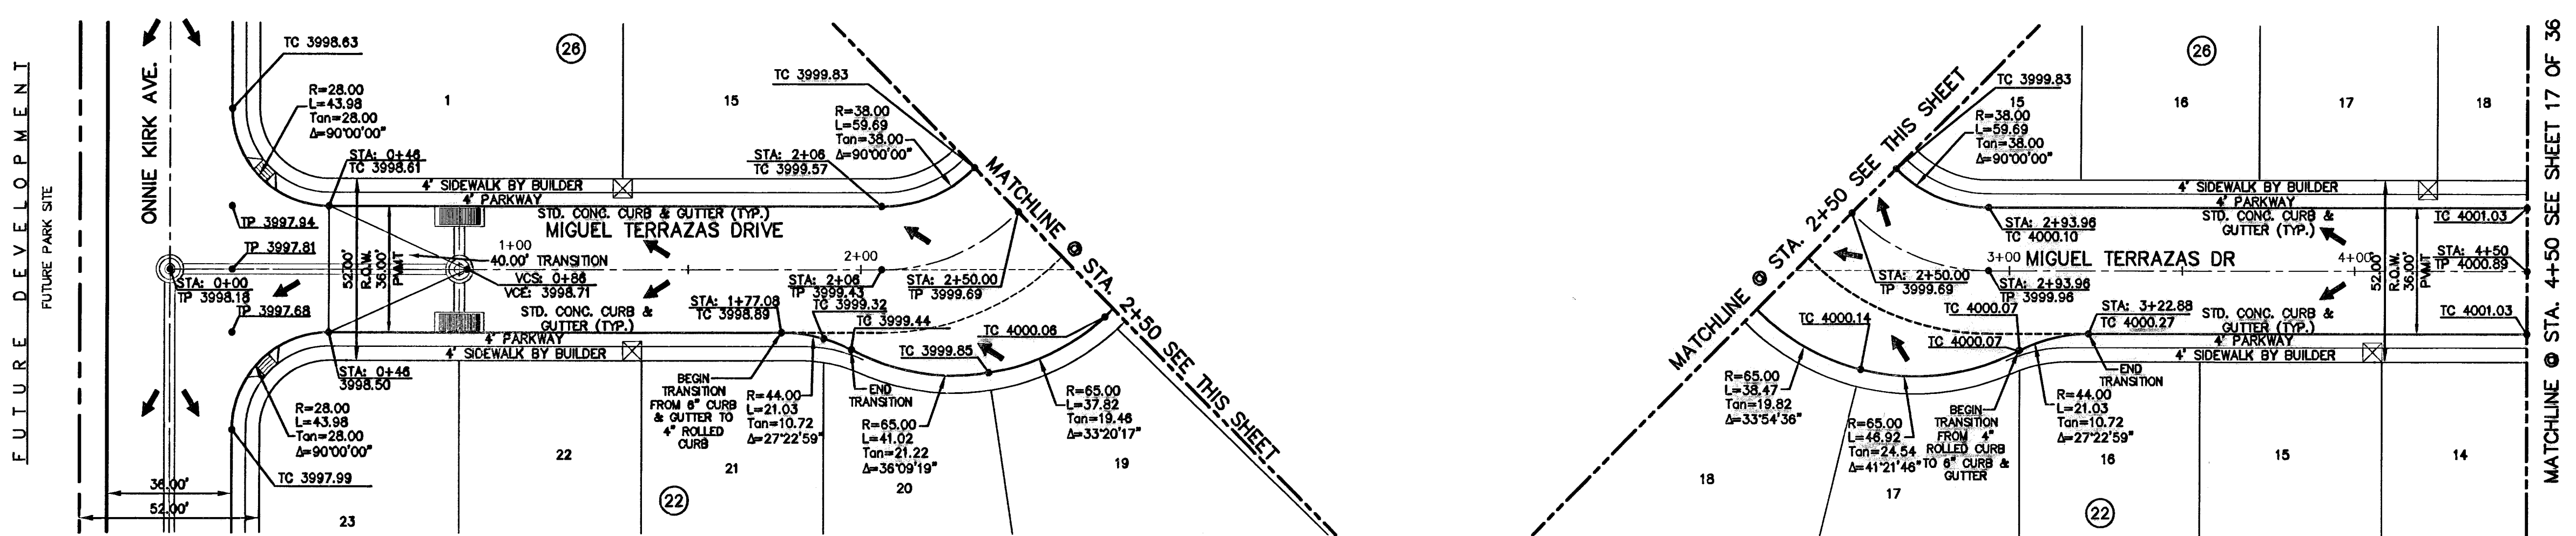 FUTURE DEVELOPMENT
FUTURE PARK SITE
ONNIE KIRK AVE.
TC 3998.63
R=28.00
L=43.98
Tan=28.00
Δ=90°00'00"
26
1
15
TC 3999.83
R=38.00
L=59.69
Tan=38.00
Δ=90°00'00"
STA: 0+46
TC 3998.61
STA: 2+06
TC 3999.57
4' SIDEWALK BY BUILDER
4' PARKWAY
STD. CONC. CURB & GUTTER (TYP.)
MIGUEL TERRAZAS DRIVE
TP 3997.94
TP 3997.81
STA: 0+00
TP 3998.18
TP 3997.68
52.00'
R.O.W.
36.00'
PVMT
1+00
40.00' TRANSITION
VCS: 0+86
VCE: 3998.71
2+00
STA: 2+06
TP 3999.43
STA: 2+50.00
TP 3999.69
STD. CONC. CURB &
GUTTER (TYP.)
STA: 1+77.08
TC 3998.89
TC 3999.32
TC 3999.44
TC 4000.06
TC 3999.85
4' PARKWAY
4' SIDEWALK BY BUILDER
STA: 0+46
3998.50
R=28.00
L=43.98
Tan=28.00
Δ=90°00'00"
TC 3997.99
36.00'
52.00'
23
22
BEGIN
TRANSITION
FROM 6" CURB
& GUTTER TO
4" ROLLED
CURB
R=44.00
L=21.03
Tan=10.72
Δ=27°22'59"
END
TRANSITION
R=65.00
L=41.02
Tan=21.22
Δ=36°09'19"
R=65.00
L=37.82
Tan=19.46
Δ=33°20'17"
21
22
20
19
MATCHLINE @ STA. 2+50 SEE THIS SHEET
MATCHLINE @ STA. 2+50 SEE THIS SHEET
TC 3999.83
15
R=38.00
L=59.69
Tan=38.00
Δ=90°00'00"
16
26
17
18
4' SIDEWALK BY BUILDER
4' PARKWAY
STD. CONC. CURB &
GUTTER (TYP.)
STA: 2+93.96
TC 4000.10
TC 4001.03
3+00
MIGUEL TERRAZAS DR
4+00
STA: 4+50
TP 4000.89
STA: 2+50.00
TP 3999.69
STA: 2+93.96
TP 3999.96
52.00'
R.O.W.
36.00'
PVMT
TC 4000.14
TC 4000.07
STA: 3+22.88
TC 4000.27
TC 4000.07
STD. CONC. CURB &
GUTTER (TYP.)
TC 4001.03
4' PARKWAY
4' SIDEWALK BY BUILDER
END
TRANSITION
R=65.00
L=38.47
Tan=19.82
Δ=33°54'36"
R=65.00
L=46.92
Tan=24.54
Δ=41°21'46"
BEGIN
TRANSITION
FROM 4"
ROLLED CURB
TO 6" CURB &
GUTTER
R=44.00
L=21.03
Tan=10.72
Δ=27°22'59"
18
17
16
15
14
22
MATCHLINE @ STA. 4+50 SEE SHEET 17 OF 36